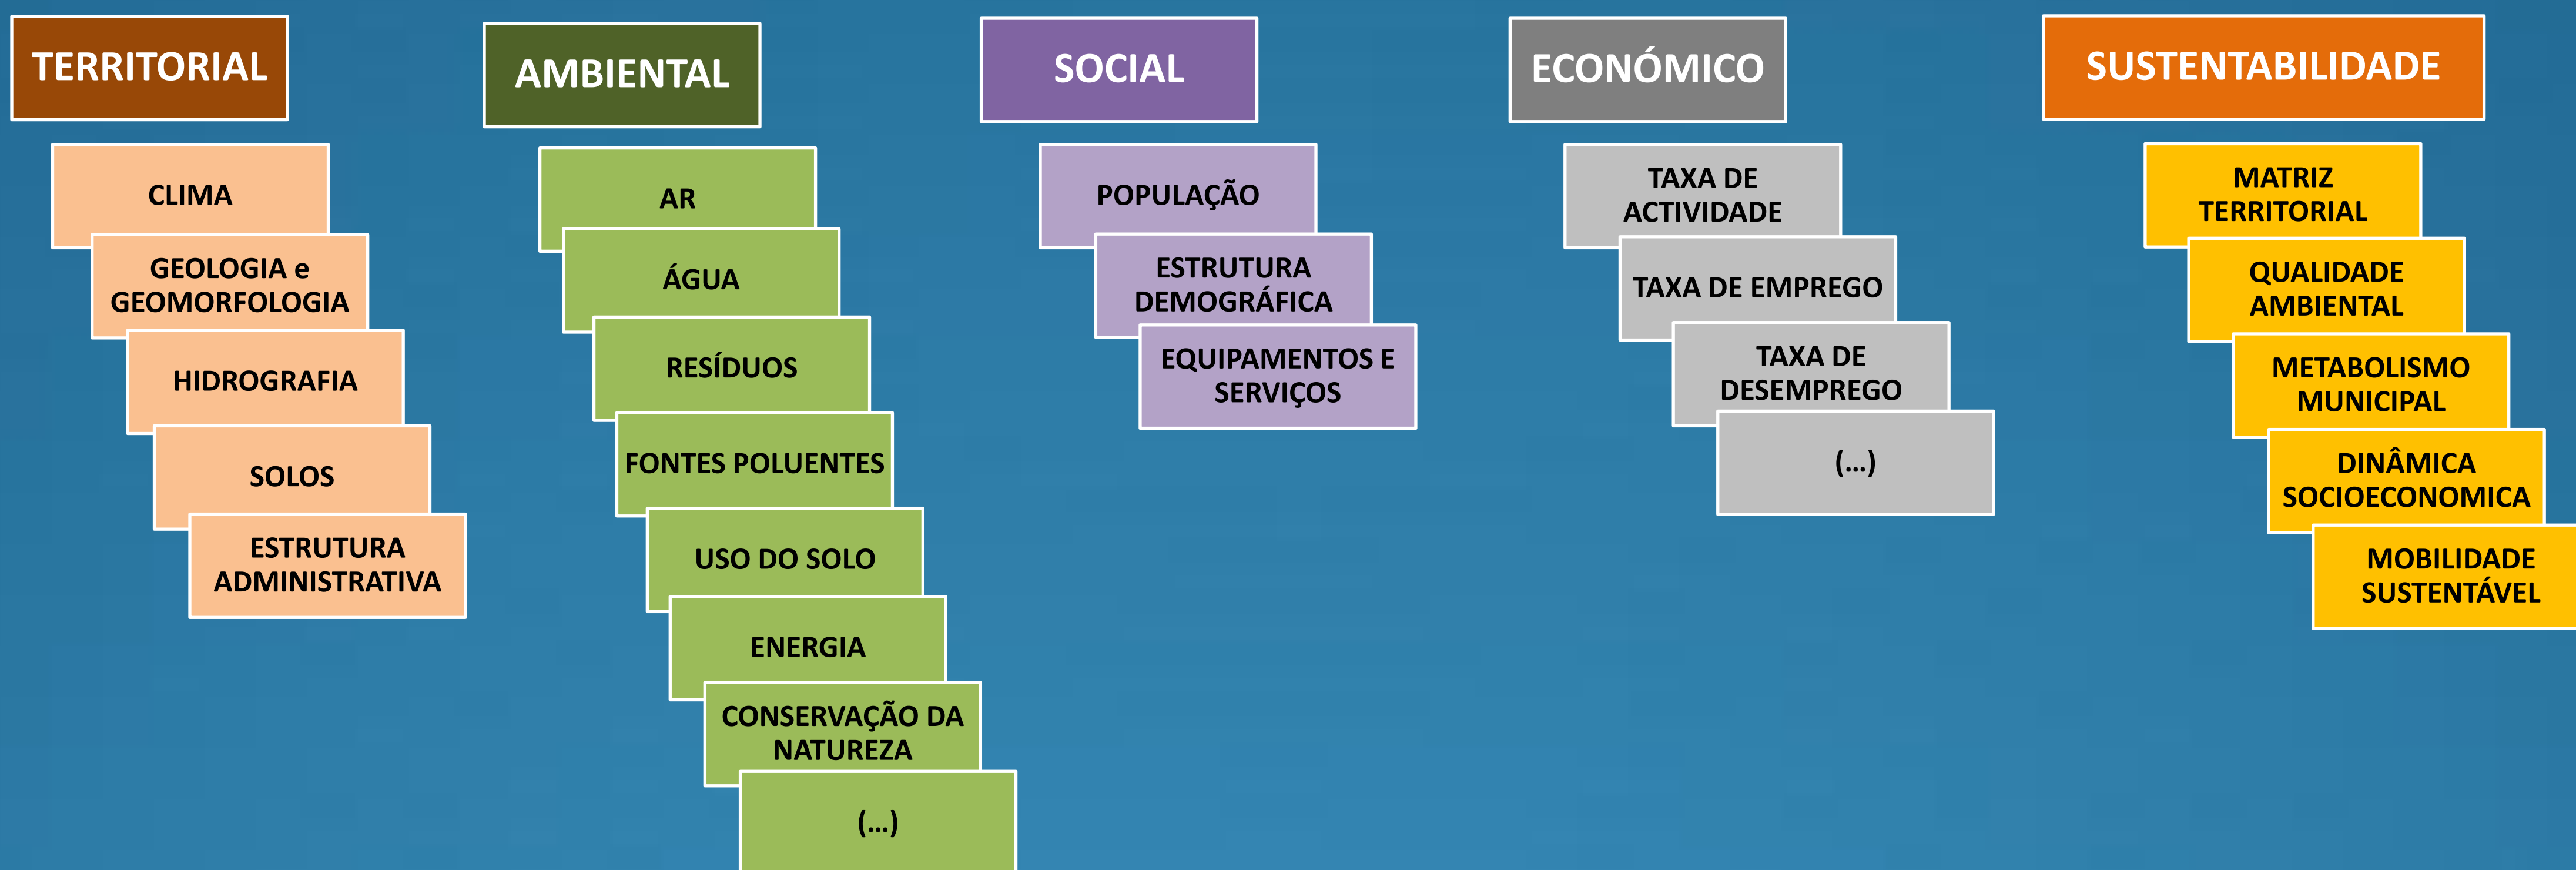 TERRITORIAL
CLIMA
GEOLOGIA e
GEOMORFOLOGIA
HIDROGRAFIA
SOLOS
ESTRUTURA
ADMINISTRATIVA
AMBIENTAL
AR
ÁGUA
RESÍDUOS
FONTES POLUENTES
USO DO SOLO
ENERGIA
CONSERVAÇÃO DA
NATUREZA
(...)
SOCIAL
POPULAÇÃO
ESTRUTURA
DEMOGRÁFICA
EQUIPAMENTOS E
SERVIÇOS
ECONÓMICO
TAXA DE
ACTIVIDADE
TAXA DE EMPREGO
TAXA DE
DESEMPREGO
(...)
SUSTENTABILIDADE
MATRIZ
TERRITORIAL
QUALIDADE
AMBIENTAL
METABOLISMO
MUNICIPAL
DINÂMICA
SOCIOECONOMICA
MOBILIDADE
SUSTENTÁVEL